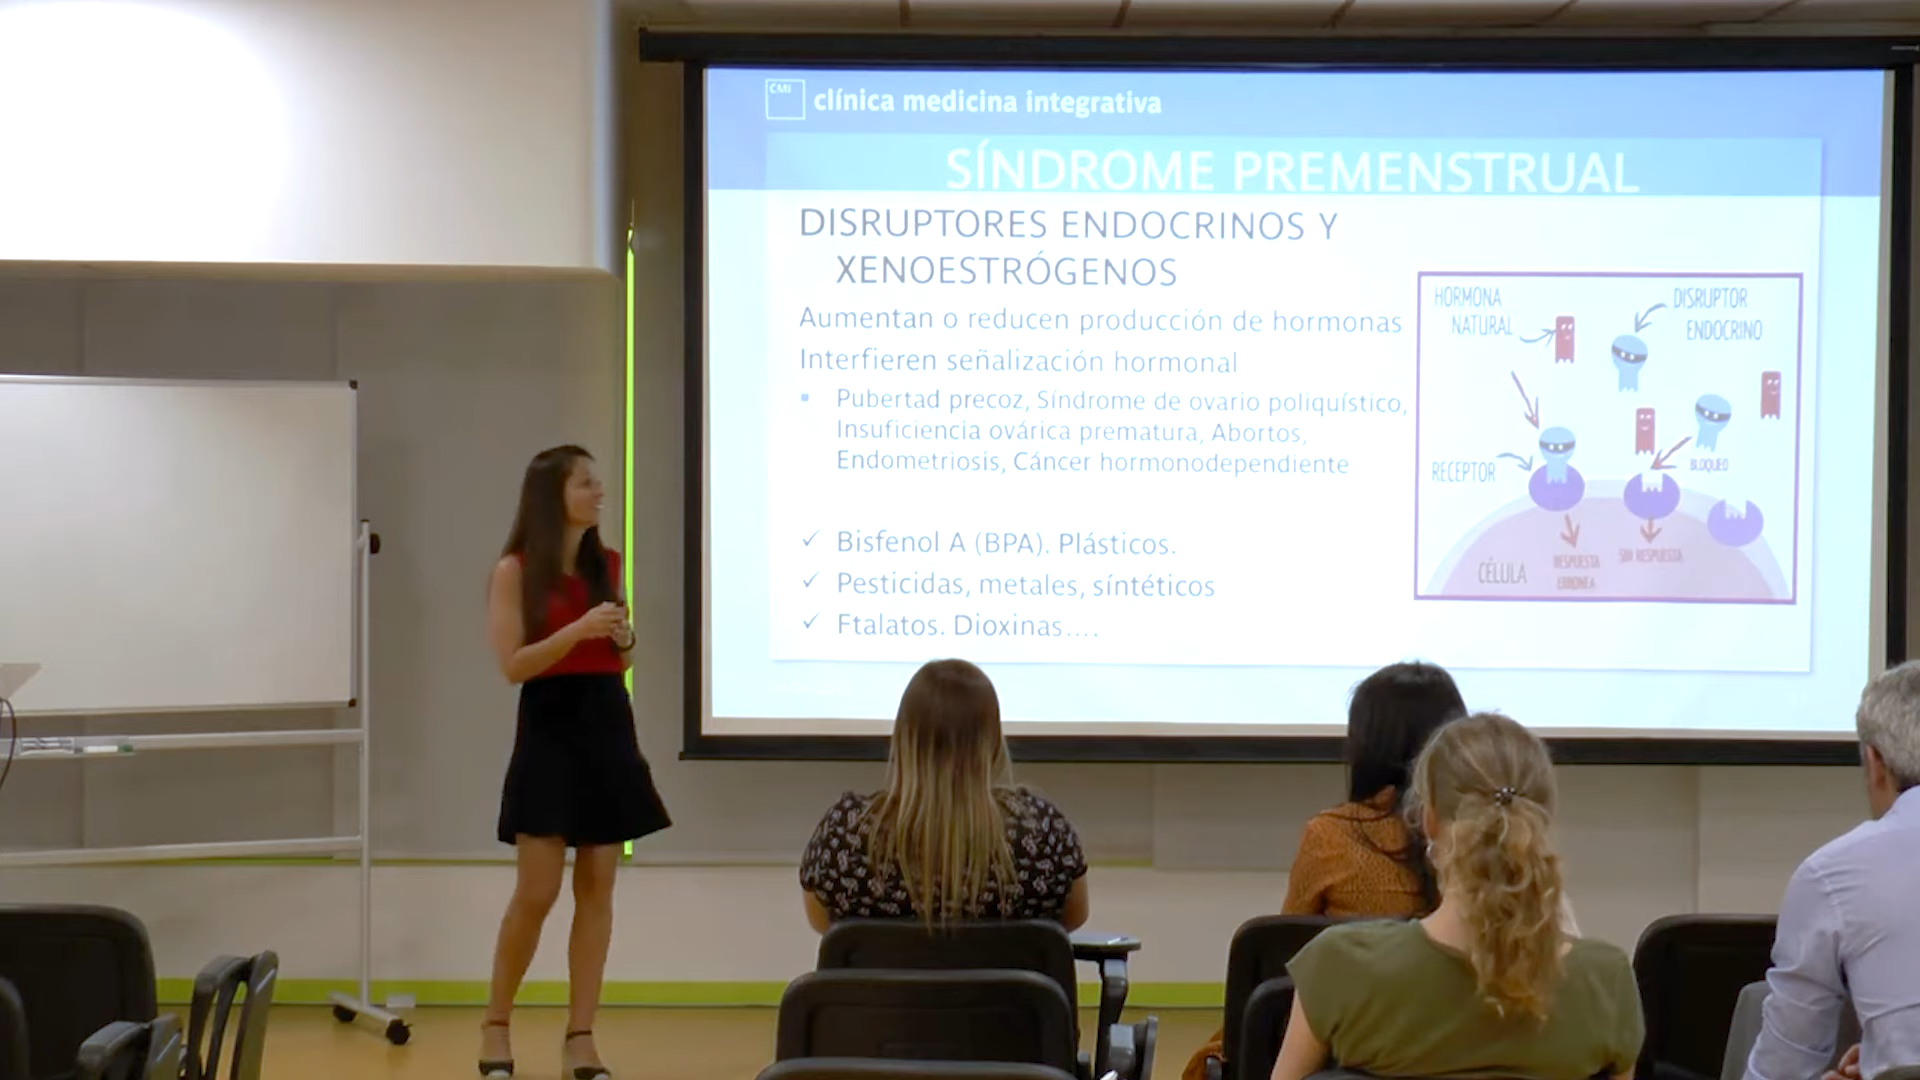 CMI
clínica medicina integrativa
SÍNDROME PREMENSTRUAL
DISRUPTORES ENDOCRINOS Y
XENOESTRÓGENOS
Aumentan o reducen producción de hormonas
Interfieren señalización hormonal
Pubertad precoz, Síndrome de ovario poliquístico,
Insuficiencia ovárica prematura, Abortos,
Endometriosis, Cáncer hormonodependiente
✓ Bisfenol A (BPA). Plásticos.
✓ Pesticidas, metales, síntéticos
✓ Ftalatos. Dioxinas....
HORMONA
NATURAL
DISRUPTOR
ENDOCRINO
RECEPTOR
BLOQUEO
CÉLULA
RESPUESTA
ERRONEA
SIN RESPUESTA